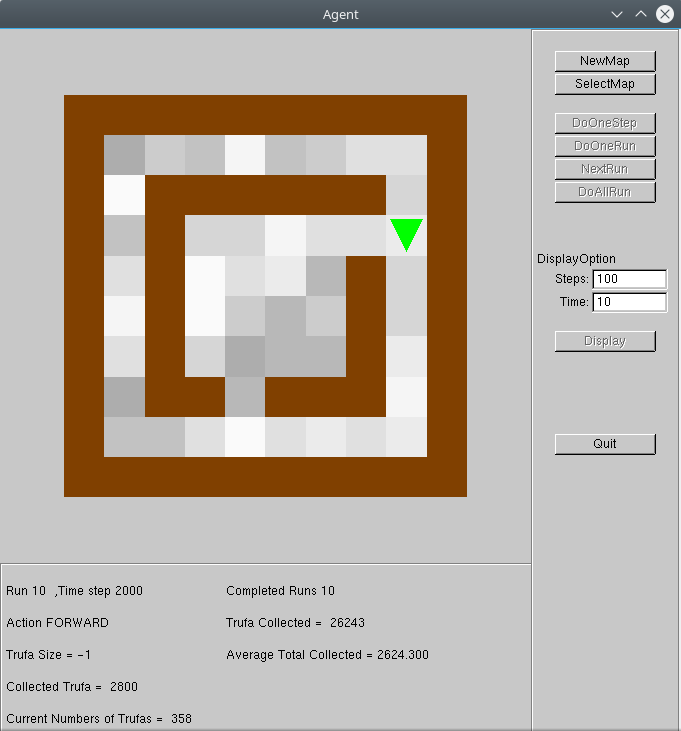 Agent
NewMap
SelectMap
DoOneStep
DoOneRun
NextRun
DoAllRun
DisplayOption
Steps: 100
Time: 10
Display
Quit
Run 10 ,Time step 2000
Completed Runs 10
Action FORWARD
Trufa Collected = 26243
Trufa Size = -1
Average Total Collected = 2624.300
Collected Trufa = 2800
Current Numbers of Trufas = 358